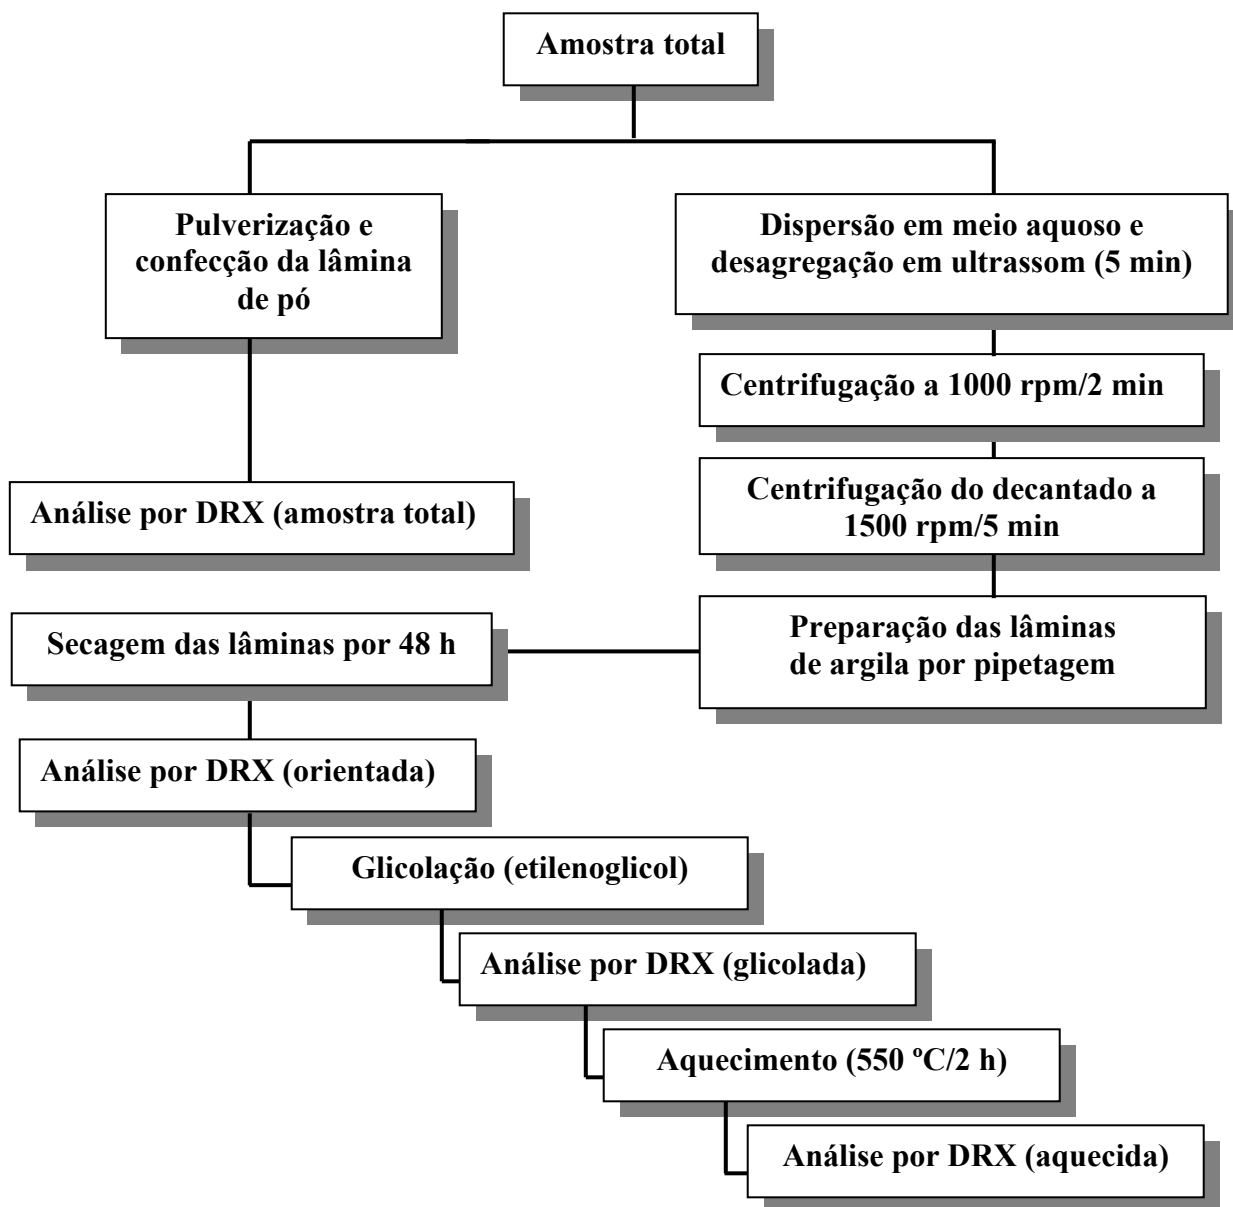 Amostra total
Pulverização e
confecção da lâmina
de pó
Dispersão em meio aquoso e
desagregação em ultrassom (5 min)
Centrifugação a 1000 rpm/2 min
Centrifugação do decantado a
1500 rpm/5 min
Análise por DRX (amostra total)
Preparação das lâminas
de argila por pipetagem
Secagem das lâminas por 48 h
Análise por DRX (orientada)
Glicolação (etilenoglicol)
Análise por DRX (glicolada)
Aquecimento (550 ºC/2 h)
Análise por DRX (aquecida)